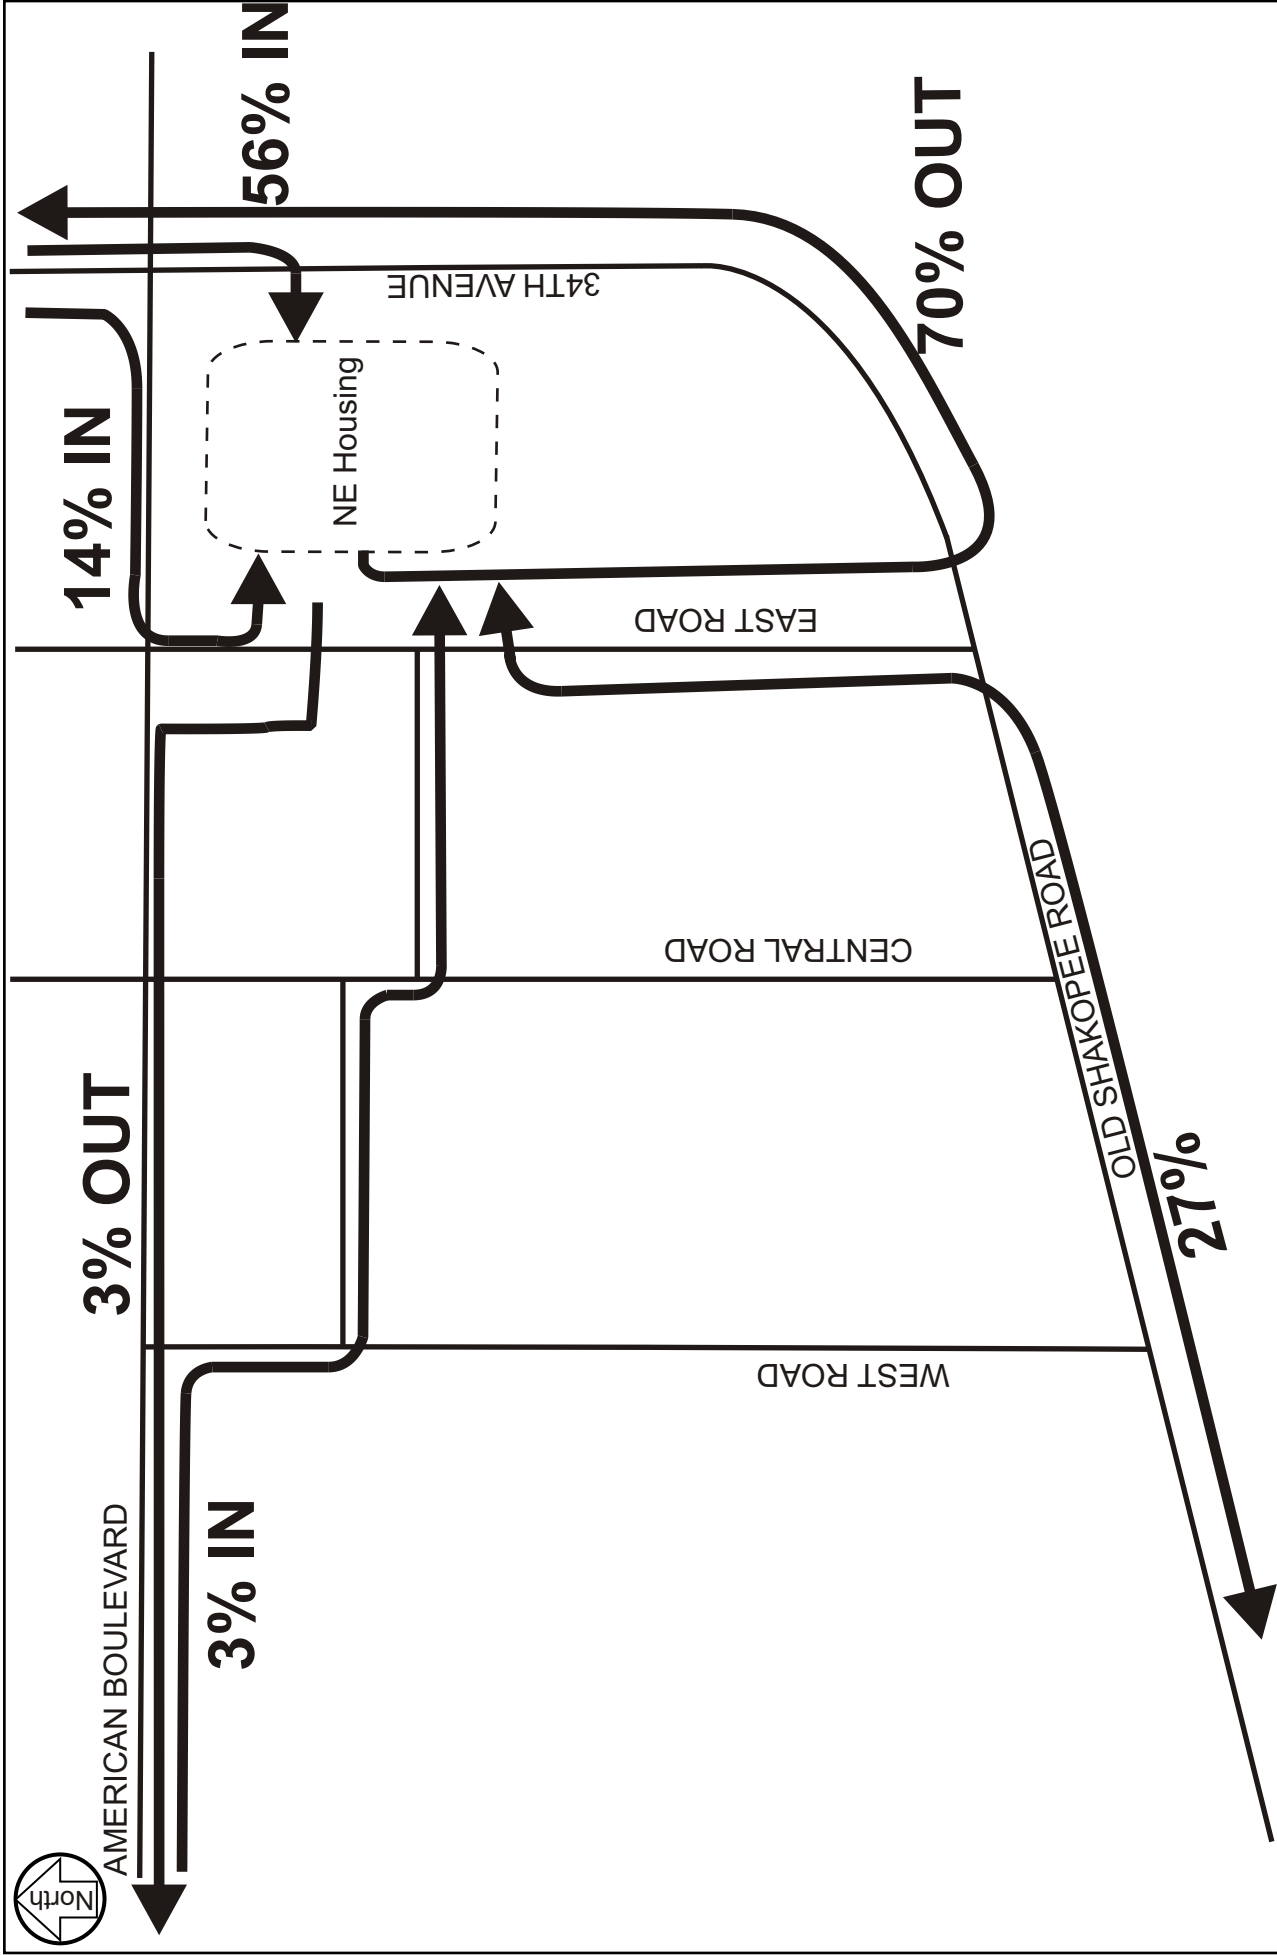 North
AMERICAN BOULEVARD
3% IN
3% OUT
14% IN
56% IN
34TH AVENUE
NE Housing
70% OUT
EAST ROAD
CENTRAL ROAD
WEST ROAD
OLD SHAKOPEE ROAD
27%